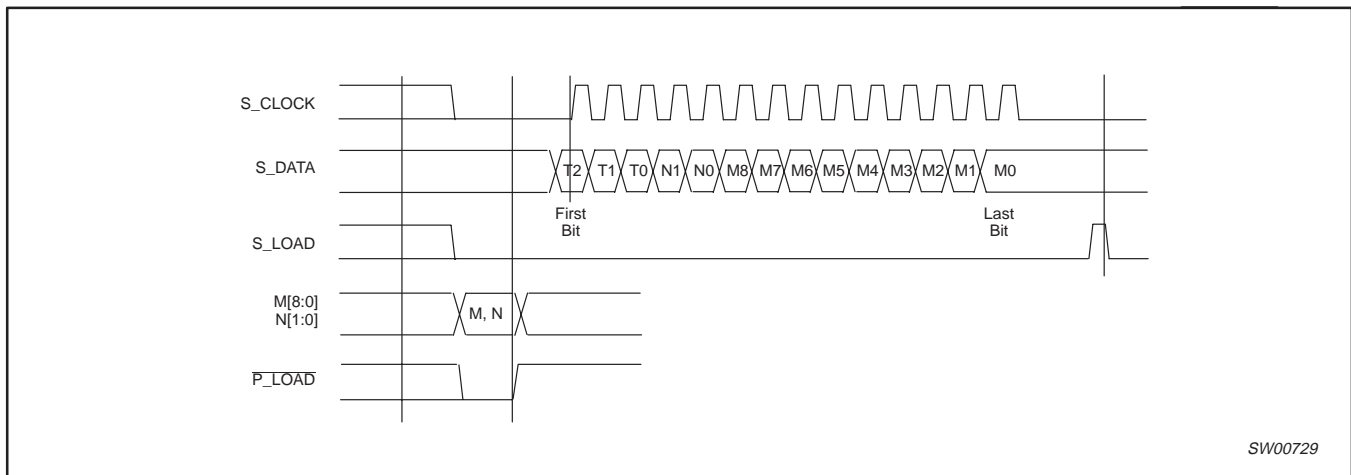 S_CLOCK
S_DATA
T2 T1 T0 N1 N0 M8 M7 M6 M5 M4 M3 M2 M1 M0
First
Bit
Last
Bit
S_LOAD
M[8:0]
N[1:0]
M, N
P_LOAD
SW00729